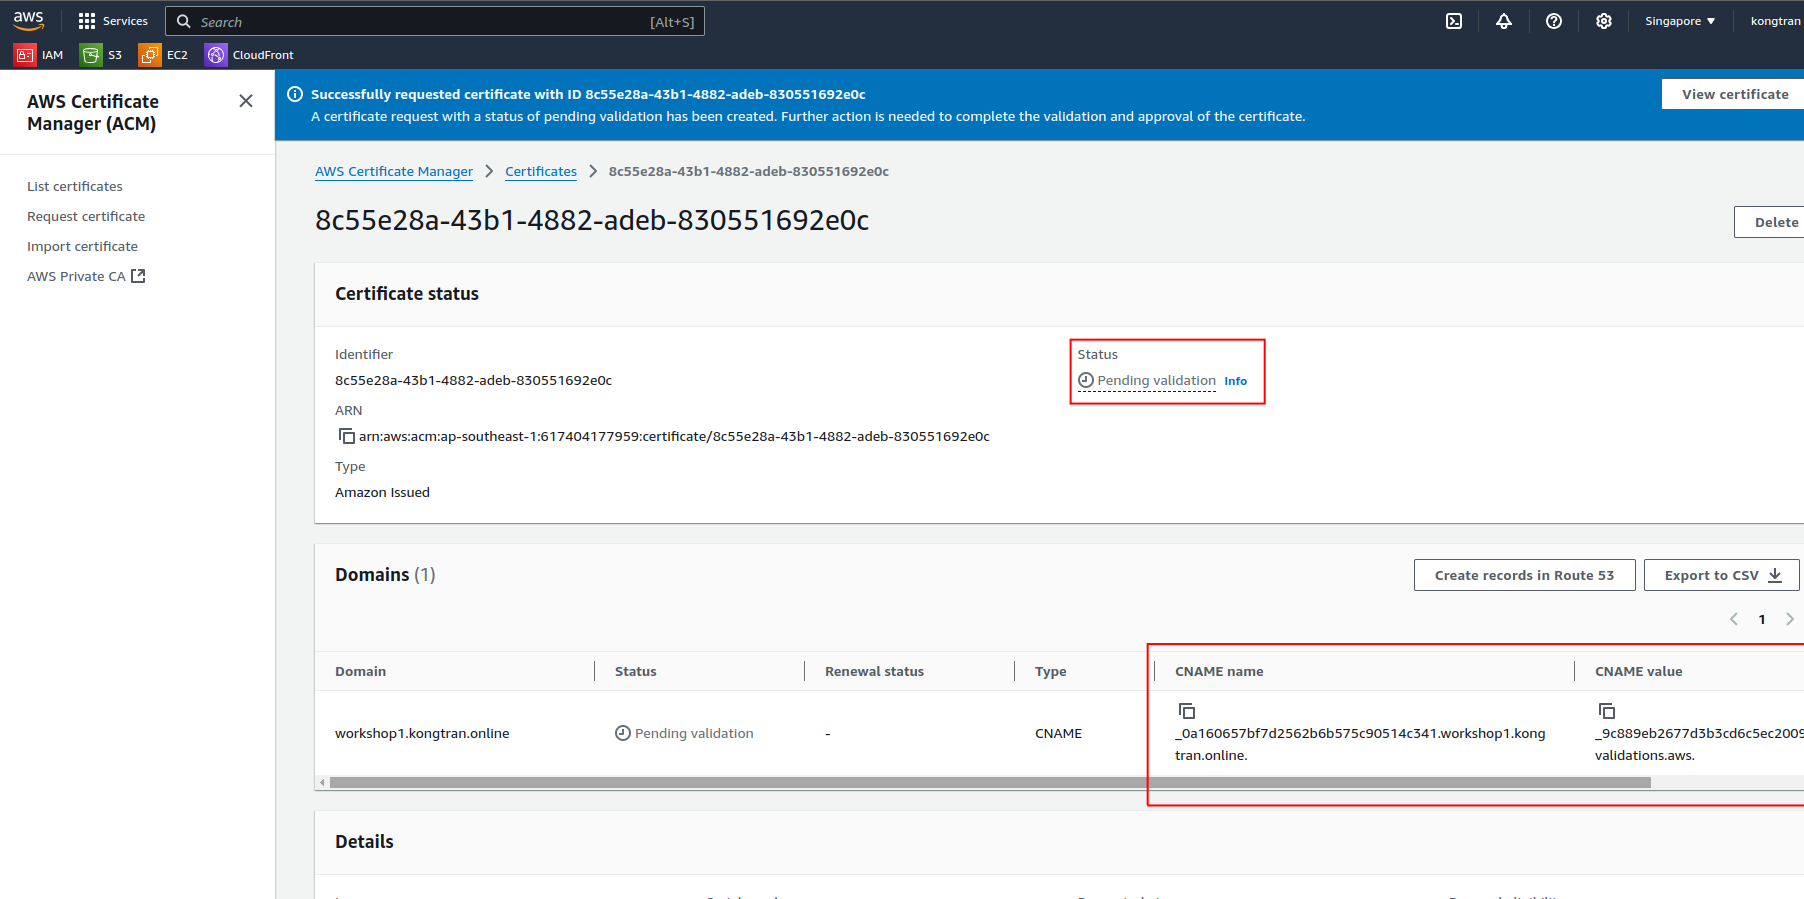 aws
Services
Search
[Alt+S]
Singapore
kongtran
IAM
S3
EC2
CloudFront
AWS Certificate
Manager (ACM)
List certificates
Request certificate
Import certificate
AWS Private CA
Successfully requested certificate with ID 8c55e28a-43b1-4882-adeb-830551692e0c
A certificate request with a status of pending validation has been created. Further action is needed to complete the validation and approval of the certificate.
View certificate
AWS Certificate Manager
Certificates
8c55e28a-43b1-4882-adeb-830551692e0c
8c55e28a-43b1-4882-adeb-830551692e0c
Delete
Certificate status
Identifier
8c55e28a-43b1-4882-adeb-830551692e0c
ARN
arn:aws:acm:ap-southeast-1:617404177959:certificate/8c55e28a-43b1-4882-adeb-830551692e0c
Type
Amazon Issued
Status
Pending validation Info
Domains (1)
Create records in Route 53
Export to CSV
1
Domain
Status
Renewal status
Type
CNAME name
CNAME value
workshop1.kongtran.online
Pending validation
-
CNAME
_0a160657bf7d2562b6b575c90514c341.workshop1.kong
tran.online.
_9c889eb2677d3b3cd6c5ec2009
validations.aws.
Details